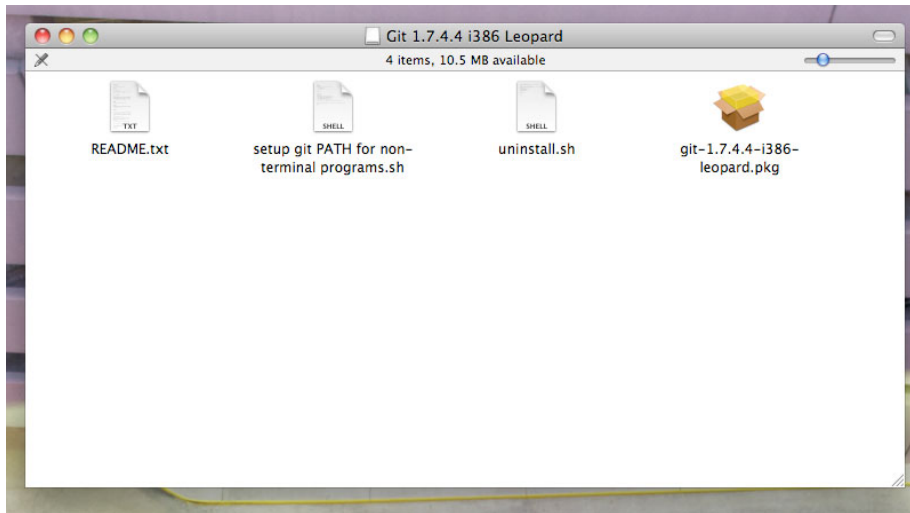 Git 1.7.4.4 i386 Leopard
4 items, 10.5 MB available
TXT
SHELL
SHELL
README.txt
setup git PATH for non-
terminal programs.sh
uninstall.sh
git-1.7.4.4-i386-
leopard.pkg